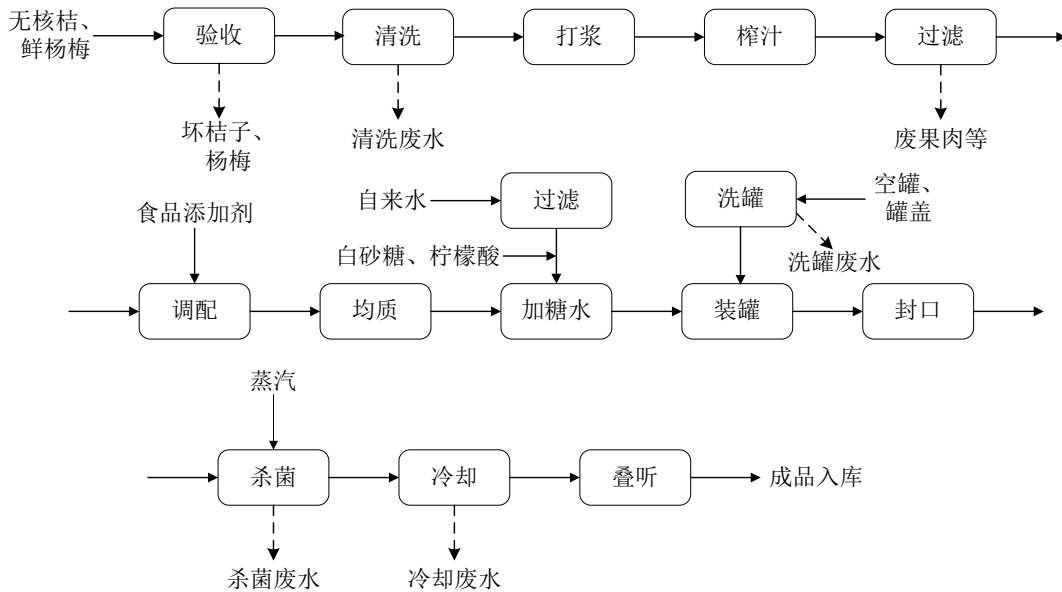 无核桔、
鲜杨梅
验收
清洗
打浆
榨汁
过滤
坏桔子、
杨梅
清洗废水
废果肉等
食品添加剂
自来水
过滤
洗罐
空罐、
罐盖
白砂糖、柠檬酸
洗罐废水
调配
均质
加糖水
装罐
封口
蒸汽
杀菌
冷却
叠听
成品入库
杀菌废水
冷却废水